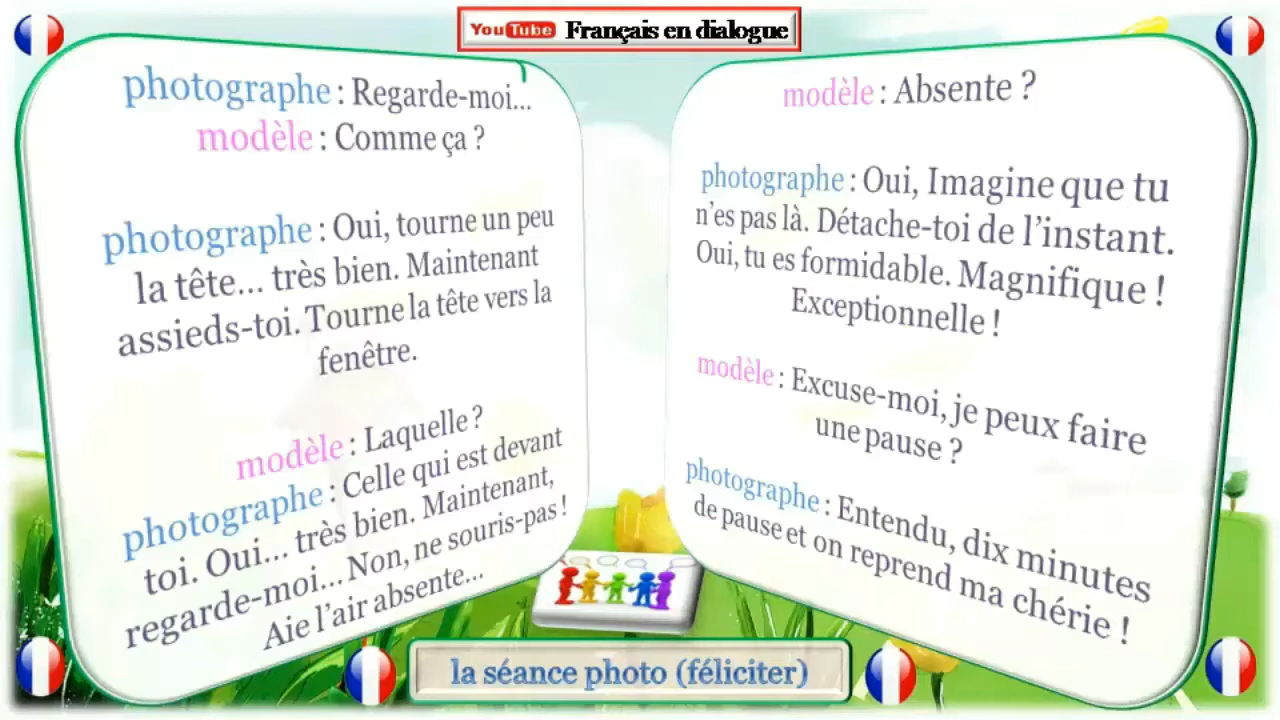 YouTube Français en dialogue
photographe : Regarde-moi...
modèle : Comme ça ?
photographe : Oui, tourne un peu
la tête... très bien. Maintenant
assieds-toi. Tourne la tête vers la
fenêtre.
modèle : Laquelle ?
photographe : Celle qui est devant
toi. Oui... très bien. Maintenant,
regarde-moi... Non, ne souris-pas !
Aie l'air absente...
modèle : Absente ?
photographe : Oui, Imagine que tu
n'es pas là. Détache-toi de l'instant.
Oui, tu es formidable. Magnifique !
Exceptionnelle !
modèle : Excuse-moi, je peux faire
une pause ?
photographe : Entendu, dix minutes
de pause et on reprend ma chérie !
la séance photo (féliciter)